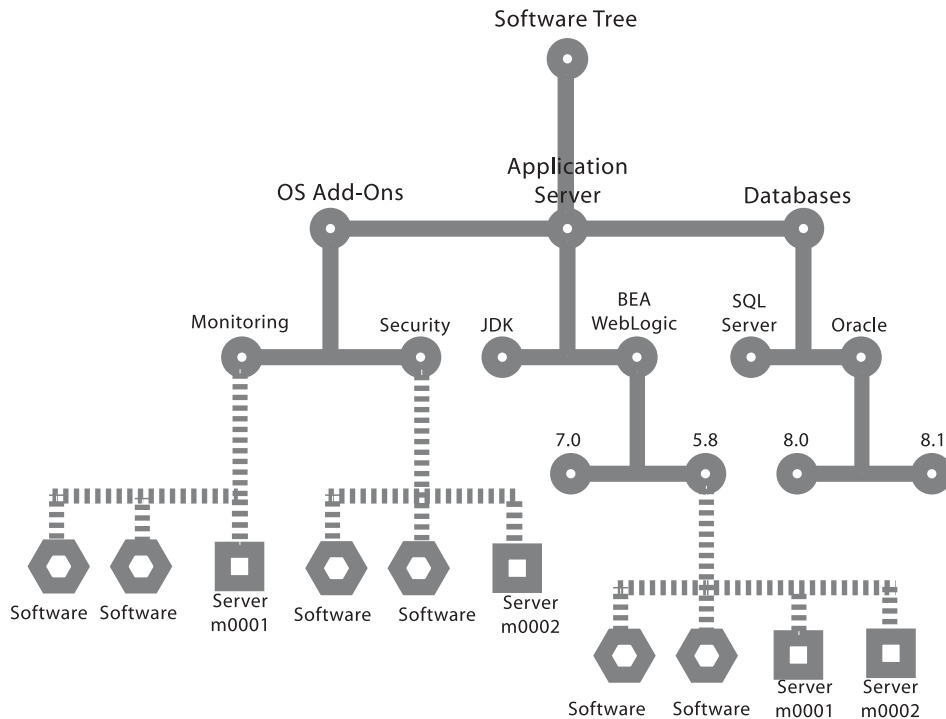 Software Tree
Application
Server
OS Add-Ons
Databases
Monitoring
Security
JDK
BEA
WebLogic
SQL
Server
Oracle
7.0
5.8
8.0
8.1
Software
Software
Server
m0001
Software
Software
Server
m0002
Software
Software
Server
m0001
Server
m0002